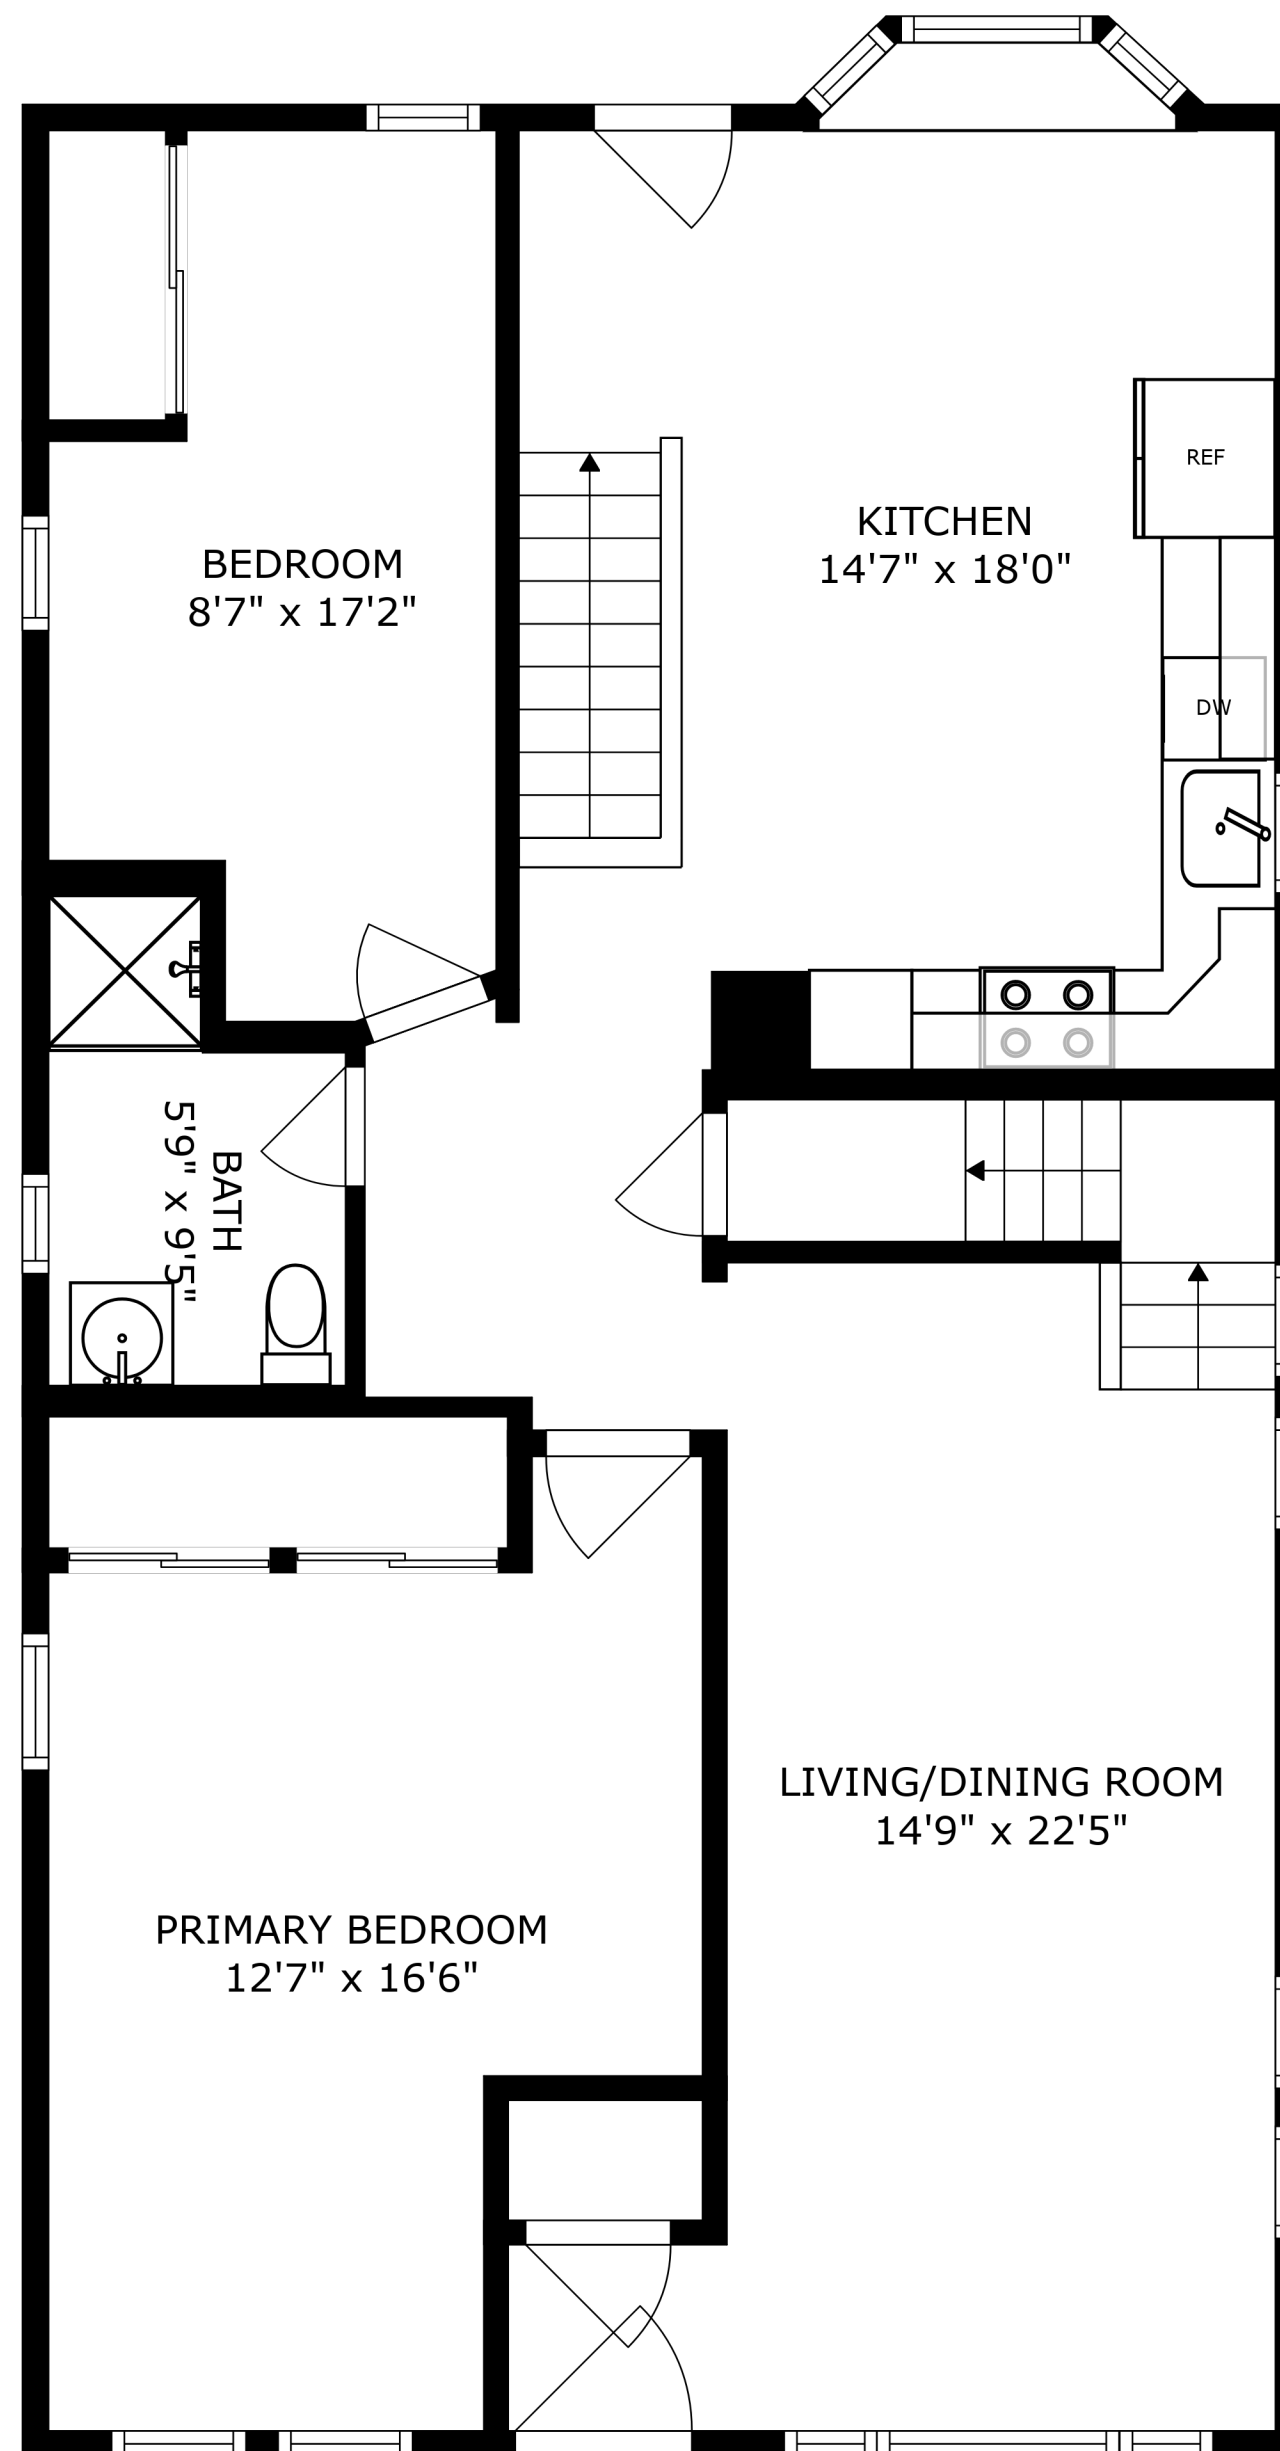 REF
KITCHEN
14'7" x 18'0"
BEDROOM
8'7" x 17'2"
DW
BATH
5'9" x 9'5"
LIVING/DINING ROOM
14'9" x 22'5"
PRIMARY BEDROOM
12'7" x 16'6"